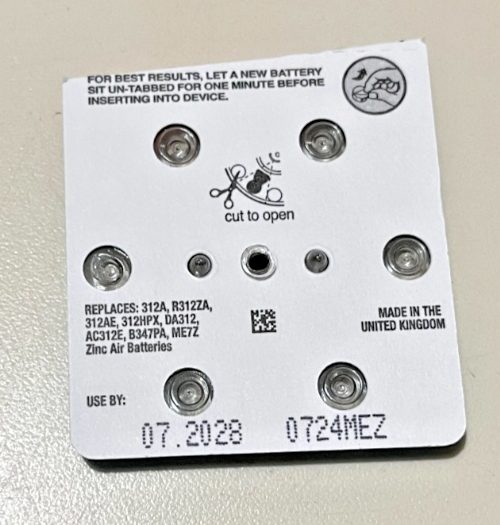 FOR BEST RESULTS, LET A NEW BATTERY
SIT UN-TABBED FOR ONE MINUTE BEFORE
INSERTING INTO DEVICE.
cut to open
REPLACES: 312A, R312ZA,
312AE, 312HPX, DA312,
AC312E, B347PA, ME7Z
Zinc Air Batteries
MADE IN THE
UNITED KINGDOM
USE BY:
07.2028 0724MEZ